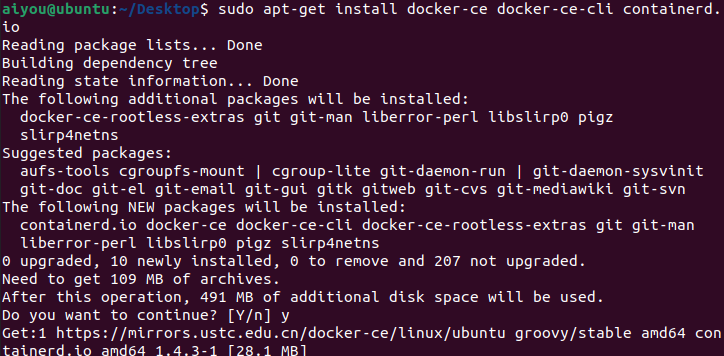 aiyou@ubuntu:~/Desktop$ sudo apt-get install docker-ce docker-ce-cli containerd.
io
Reading package lists... Done
Building dependency tree
Reading state information... Done
The following additional packages will be installed:
  docker-ce-rootless-extras git git-man liberror-perl libslirp0 pigz
  slirp4netns
Suggested packages:
  aufs-tools cgroupfs-mount | cgroup-lite git-daemon-run | git-daemon-sysvinit
  git-doc git-el git-email git-gui gitk gitweb git-cvs git-mediawiki git-svn
The following NEW packages will be installed:
  containerd.io docker-ce docker-ce-cli docker-ce-rootless-extras git git-man
  liberror-perl libslirp0 pigz slirp4netns
0 upgraded, 10 newly installed, 0 to remove and 207 not upgraded.
Need to get 109 MB of archives.
After this operation, 491 MB of additional disk space will be used.
Do you want to continue? [Y/n] y
Get:1 https://mirrors.ustc.edu.cn/docker-ce/linux/ubuntu groovy/stable amd64 con
tainerd.io amd64 1.4.3-1 [28.1 MB]